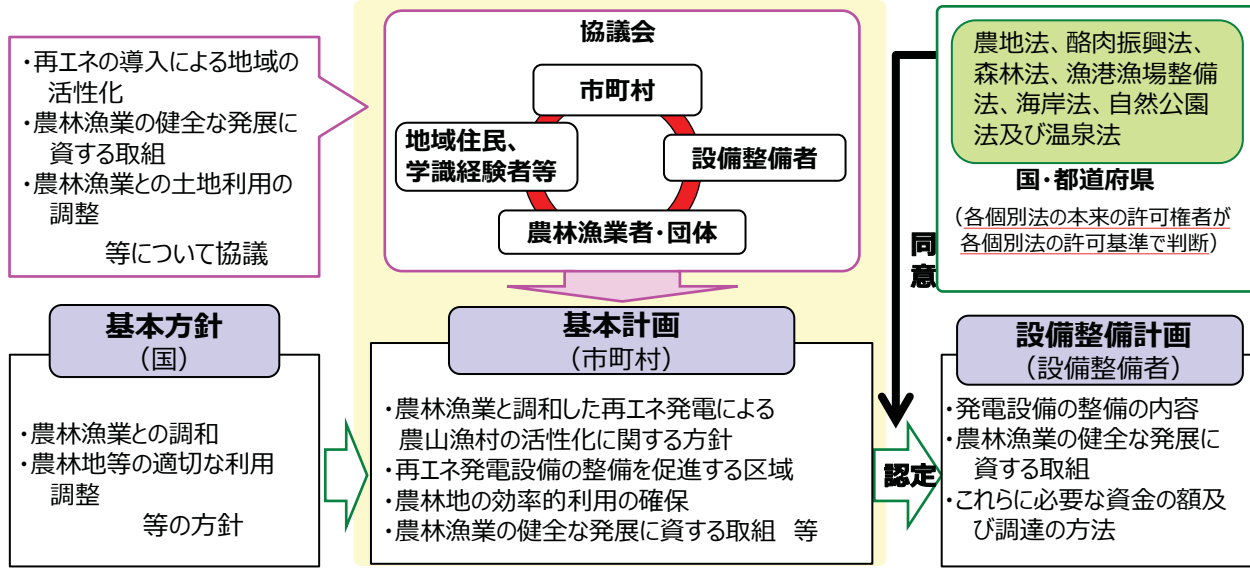 ・再エネの導入による地域の
活性化
・農林漁業の健全な発展に
資する取組
・農林漁業との土地利用の
調整
等について協議
協議会
市町村
地域住民、
学識経験者等
設備整備者
農林漁業者・団体
農地法、酪肉振興法、
森林法、漁港漁場整備
法、海岸法、自然公園
法及び温泉法
国・都道府県
（各個別法の本来の許可権者が
各個別法の許可基準で判断）
同
意
基本方針
（国）
・農林漁業との調和
・農林地等の適切な利用
調整
等の方針
基本計画
（市町村）
・農林漁業と調和した再エネ発電による
農山漁村の活性化に関する方針
・再エネ発電設備の整備を促進する区域
・農林地の効率的利用の確保
・農林漁業の健全な発展に資する取組　等
認定
設備整備計画
（設備整備者）
・発電設備の整備の内容
・農林漁業の健全な発展に
資する取組
・これらに必要な資金の額及
び調達の方法